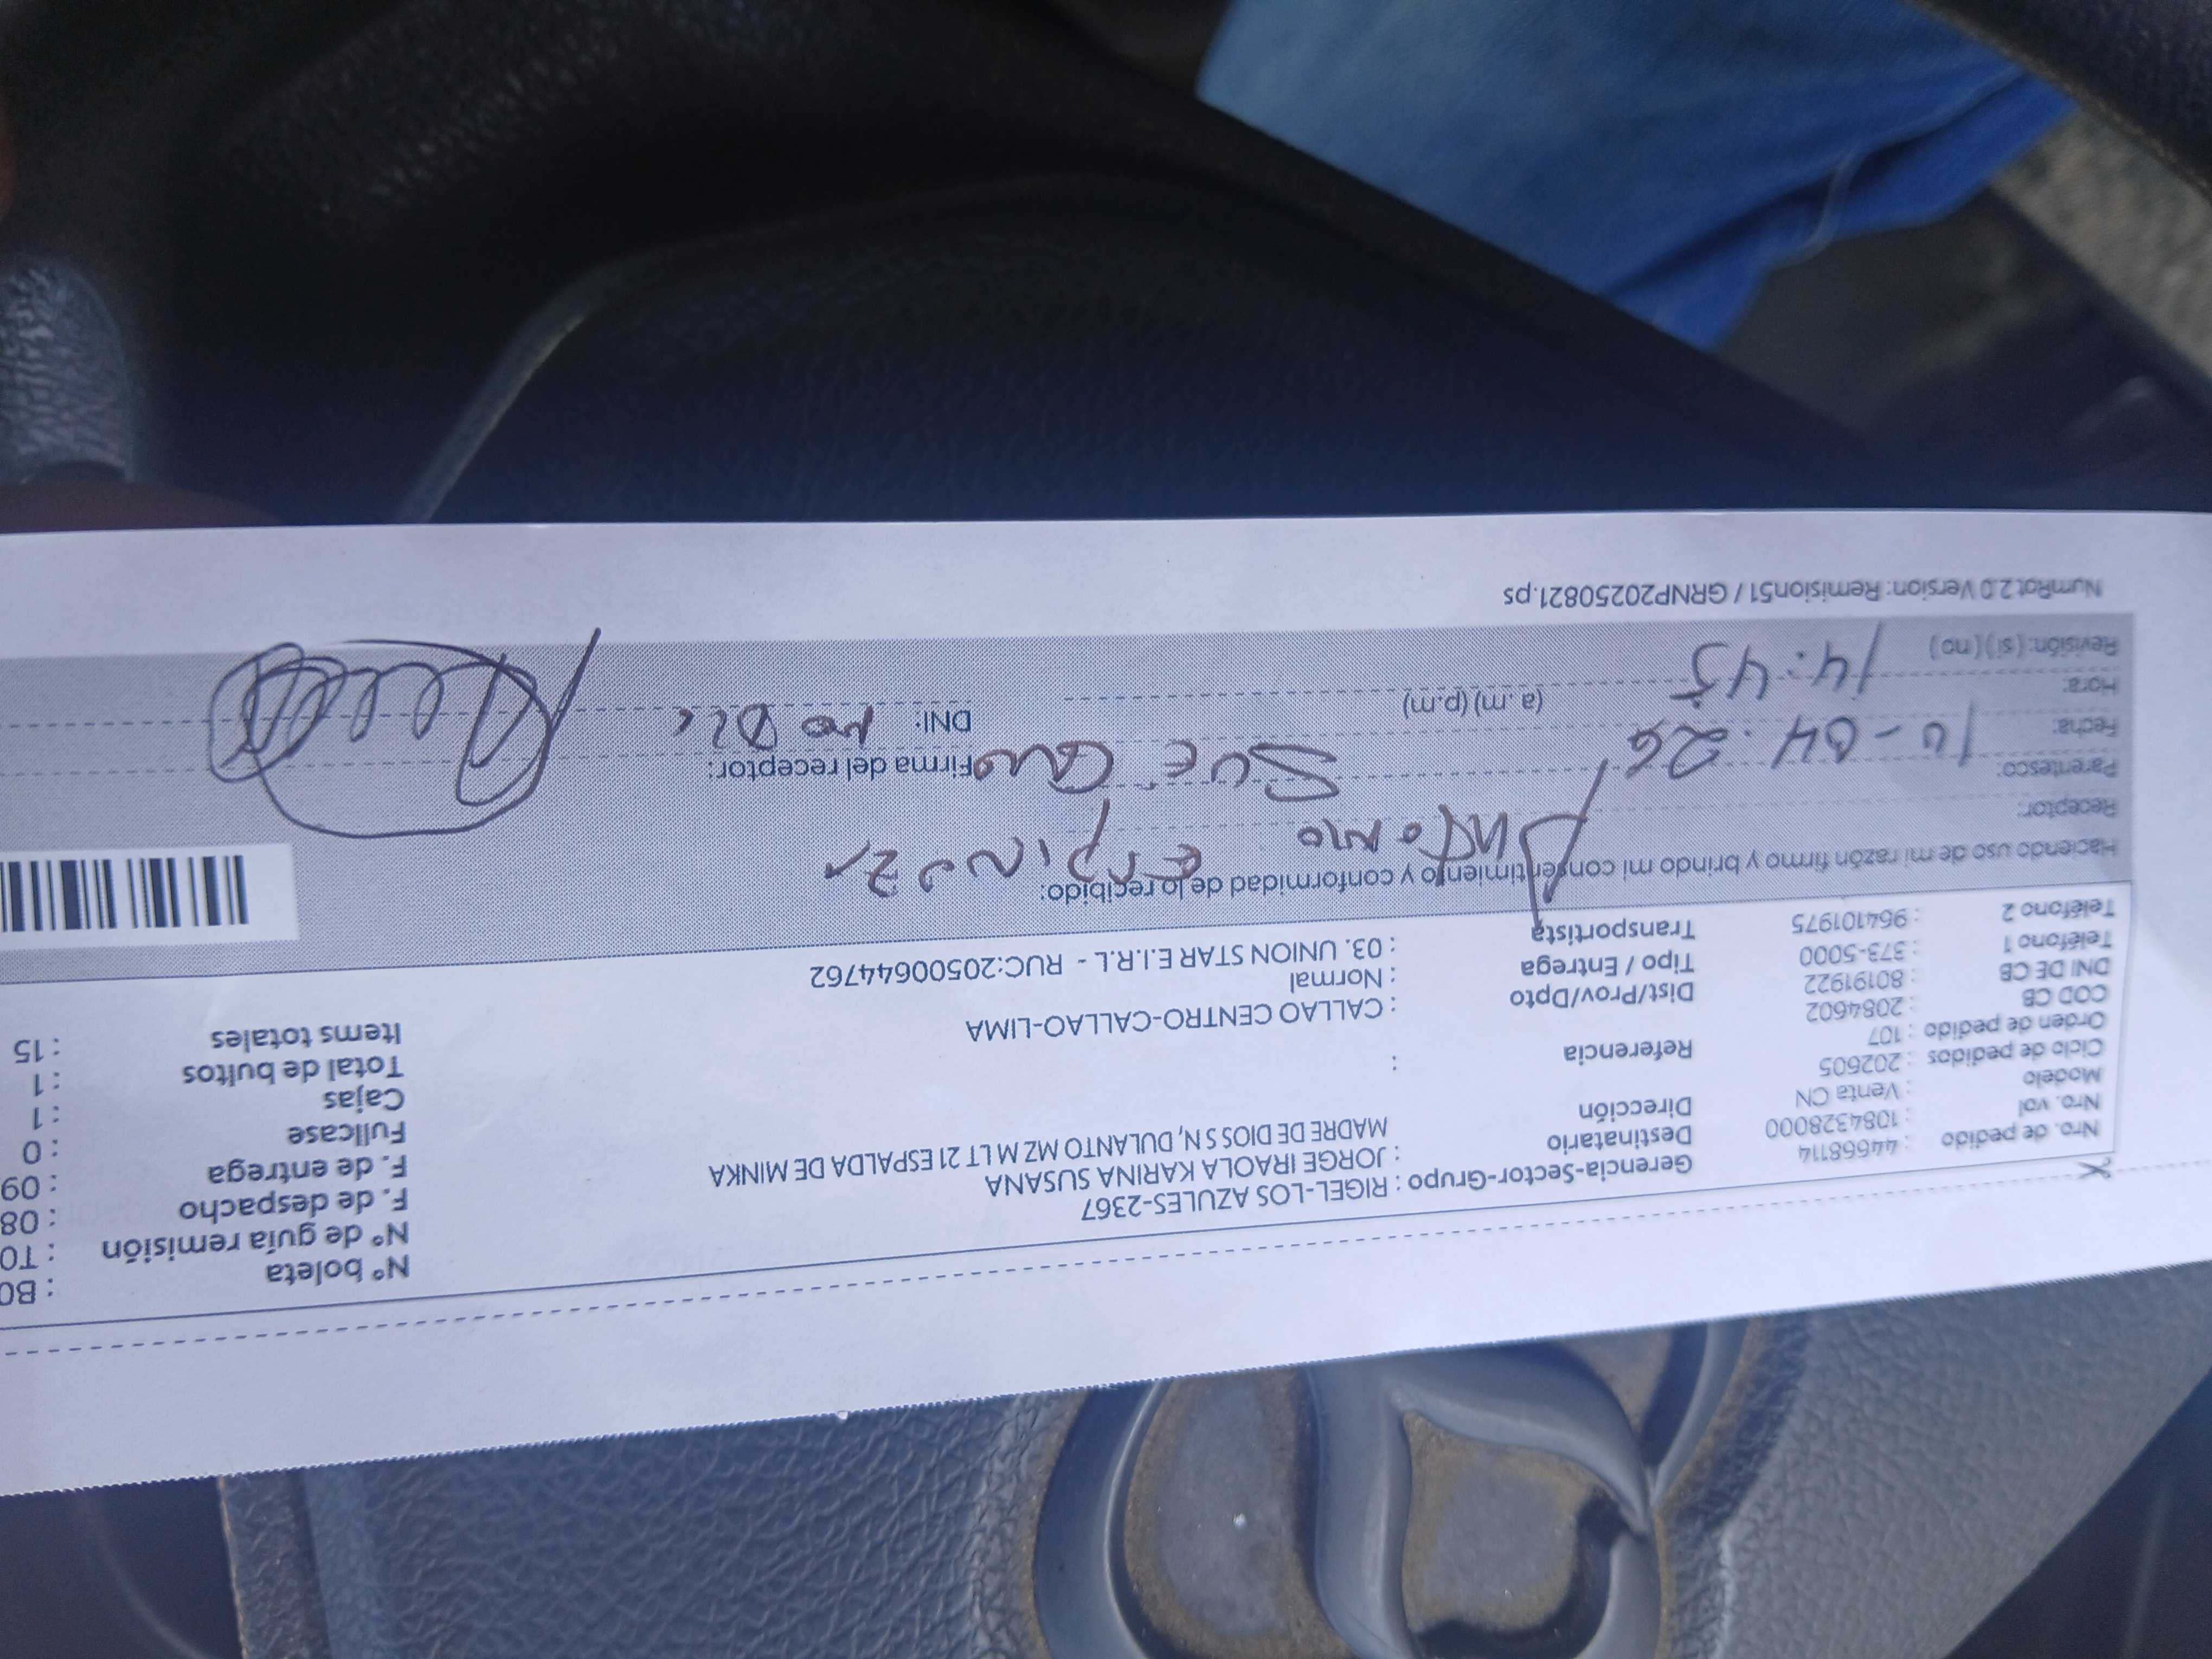 Nro. de pedido : 44668114
Nro. vol : 1084328000
Modelo : Venta CN
Ciclo de pedidos : 202605
Orden de pedido : 107
COD CB : 2084602
DNI DE CB : 80191922
Teléfono 1 : 373-5000
Teléfono 2 : 964101975
Gerencia-Sector-Grupo : RIGEL-LOS AZULES-2367
Destinatario : JORGE IRAOLA KARINA SUSANA
Dirección MADRE DE DIOS S N, DULANTO MZ M LT 21 ESPALDA DE MINKA
Referencia :
Dist/Prov/Dpto : CALLAO CENTRO-CALLAO-LIMA
Tipo / Entrega : Normal
Transportista : 03. UNION STAR E.I.R.L - RUC:20500644762
N° boleta : B0
N° de guía remisión : T0
F. de despacho : 08
F. de entrega : 09
Fullcase : 0
Cajas : 1
Total de bultos : 1
Items totales : 15
Haciendo uso de mi razón firmo y brindo mi consentimiento y conformidad de lo recibido:
Receptor: Antonio Espinoza
Parentesco:
Firma del receptor:
Fecha: 10-04.26
DNI: no
Hora: 14:45 (a.m) (p.m)
Revisión: (si) (no)
NumRot 2.0 Version: Remision51 / GRNP20250821.ps